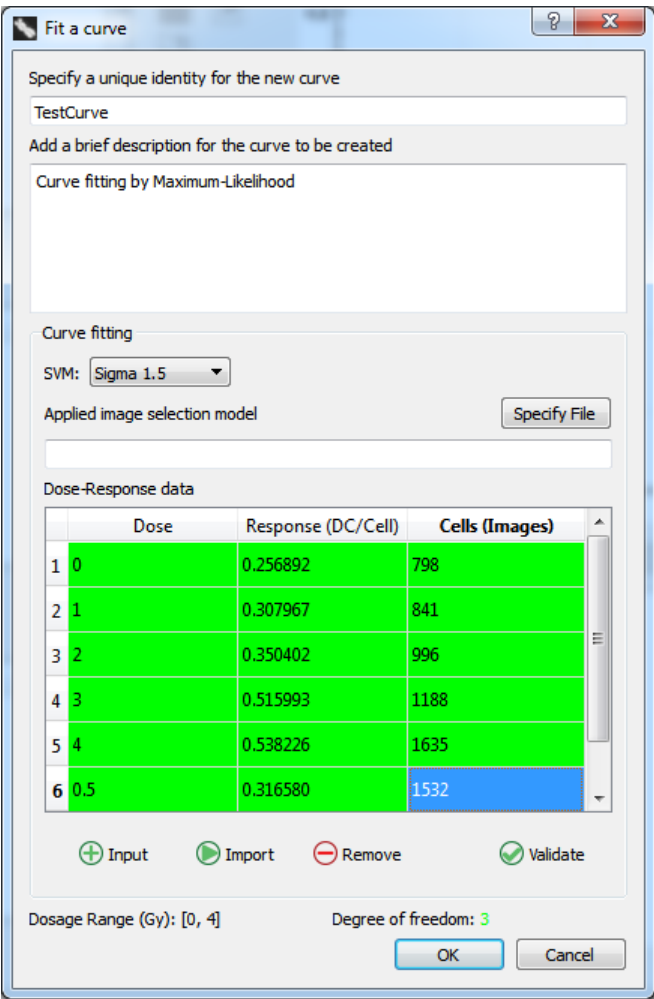 Fit a curve
?
X
Specify a unique identity for the new curve
TestCurve
Add a brief description for the curve to be created
Curve fitting by Maximum-Likelihood
Curve fitting
SVM: Sigma 1.5
Applied image selection model Specify File
Dose-Response data
Dose Response (DC/Cell) Cells (Images)
1 0 0.256892 798
2 1 0.307967 841
3 2 0.350402 996
4 3 0.515993 1188
5 4 0.538226 1635
6 0.5 0.316580 1532
Input Import Remove Validate
Dosage Range (Gy): [0, 4] Degree of freedom: 3
OK Cancel